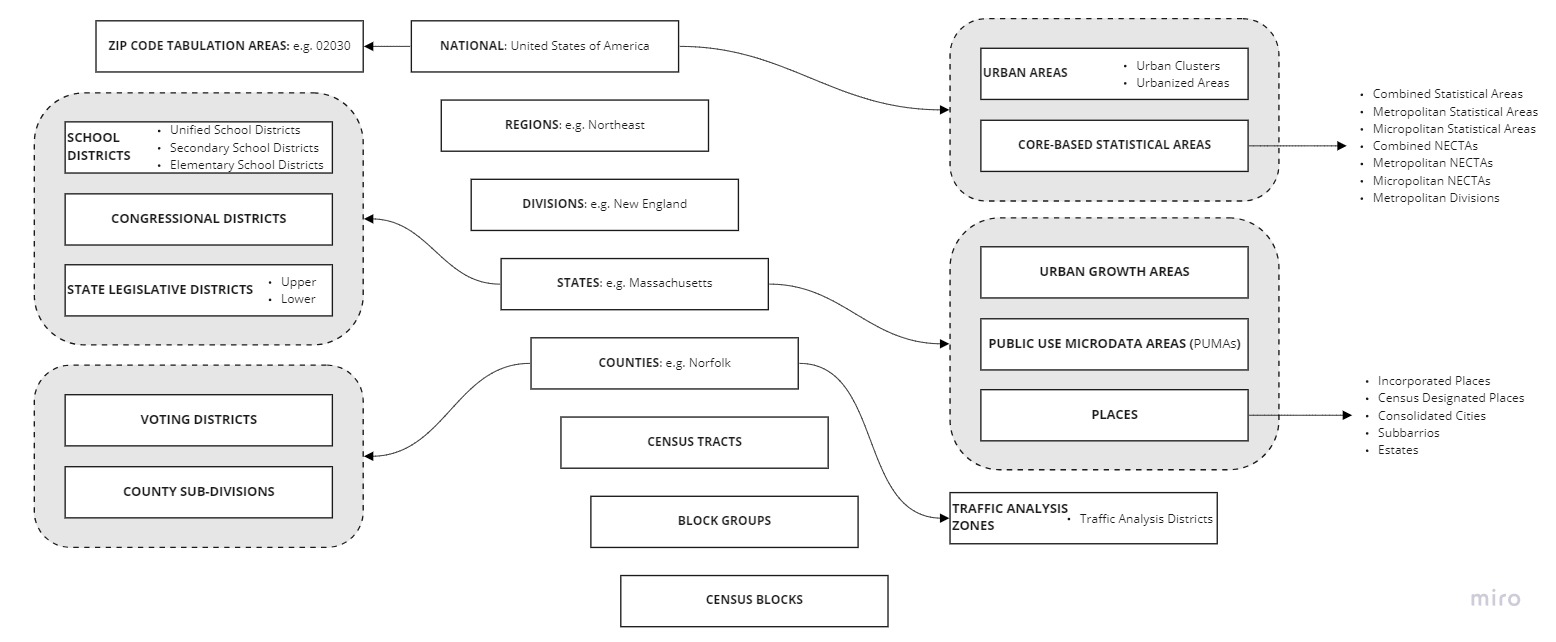 ZIP CODE TABULATION AREAS: e.g. 02030
NATIONAL: United States of America
REGIONS: e.g. Northeast
DIVISIONS: e.g. New England
STATES: e.g. Massachusetts
COUNTIES: e.g. Norfolk
CENSUS TRACTS
BLOCK GROUPS
CENSUS BLOCKS
SCHOOL
DISTRICTS
• Unified School Districts
• Secondary School Districts
• Elementary School Districts
CONGRESSIONAL DISTRICTS
STATE LEGISLATIVE DISTRICTS
• Upper
• Lower
VOTING DISTRICTS
COUNTY SUB-DIVISIONS
URBAN AREAS
• Urban Clusters
• Urbanized Areas
CORE-BASED STATISTICAL AREAS
• Combined Statistical Areas
• Metropolitan Statistical Areas
• Micropolitan Statistical Areas
• Combined NECTAs
• Metropolitan NECTAs
• Micropolitan NECTAs
• Metropolitan Divisions
URBAN GROWTH AREAS
PUBLIC USE MICRODATA AREAS (PUMAs)
PLACES
• Incorporated Places
• Census Designated Places
• Consolidated Cities
• Subbarrios
• Estates
TRAFFIC ANALYSIS
ZONES
• Traffic Analysis Districts
miro